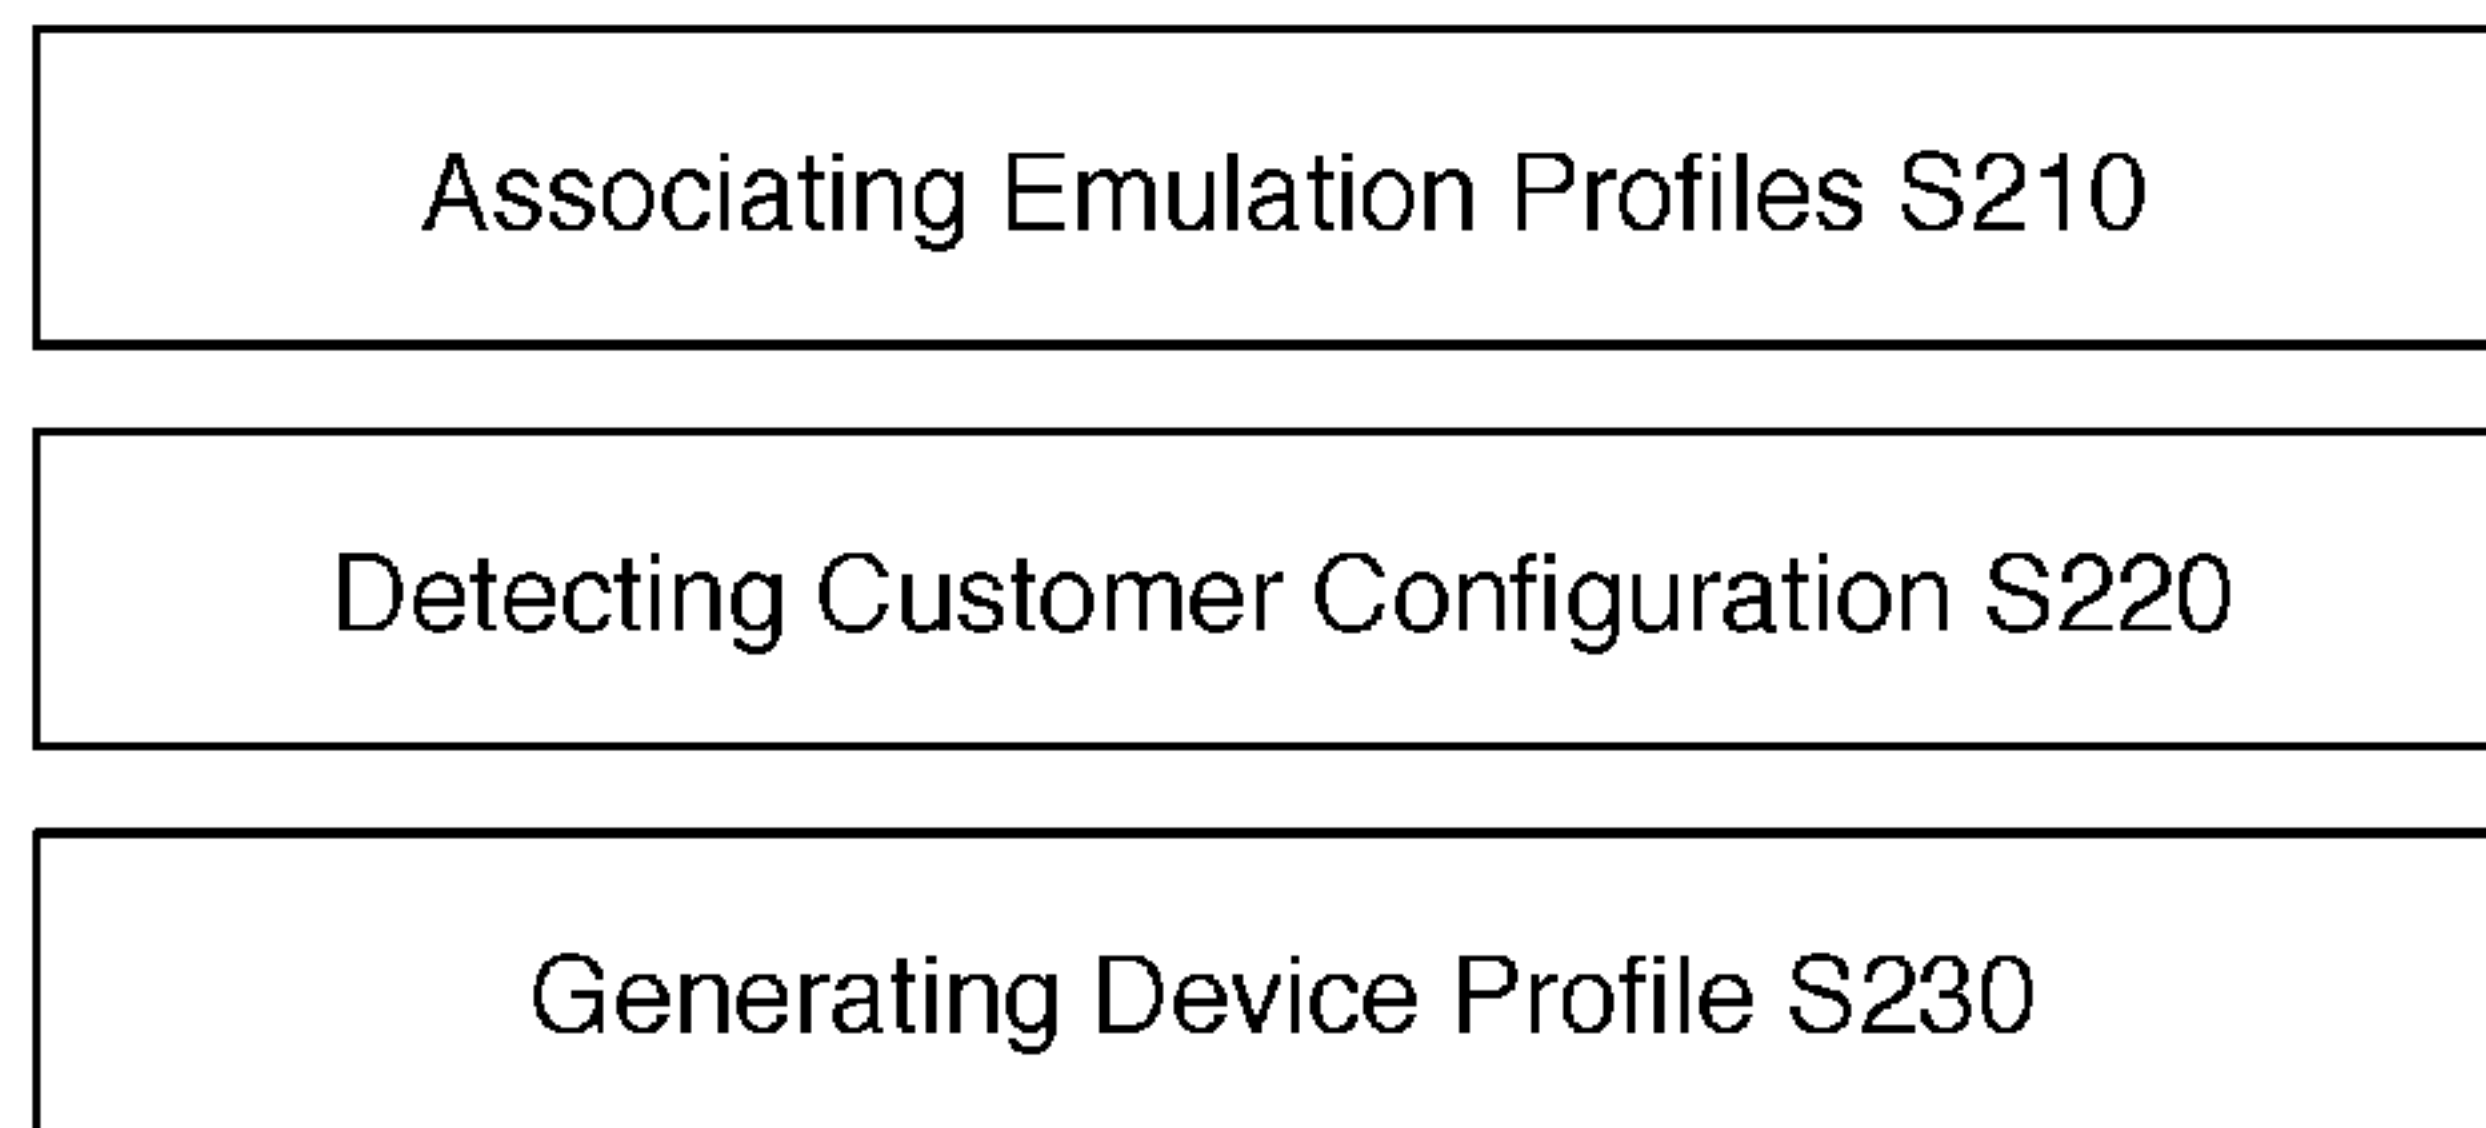 Associating Emulation Profiles S210
Detecting Customer Configuration S220
Generating Device Profile S230